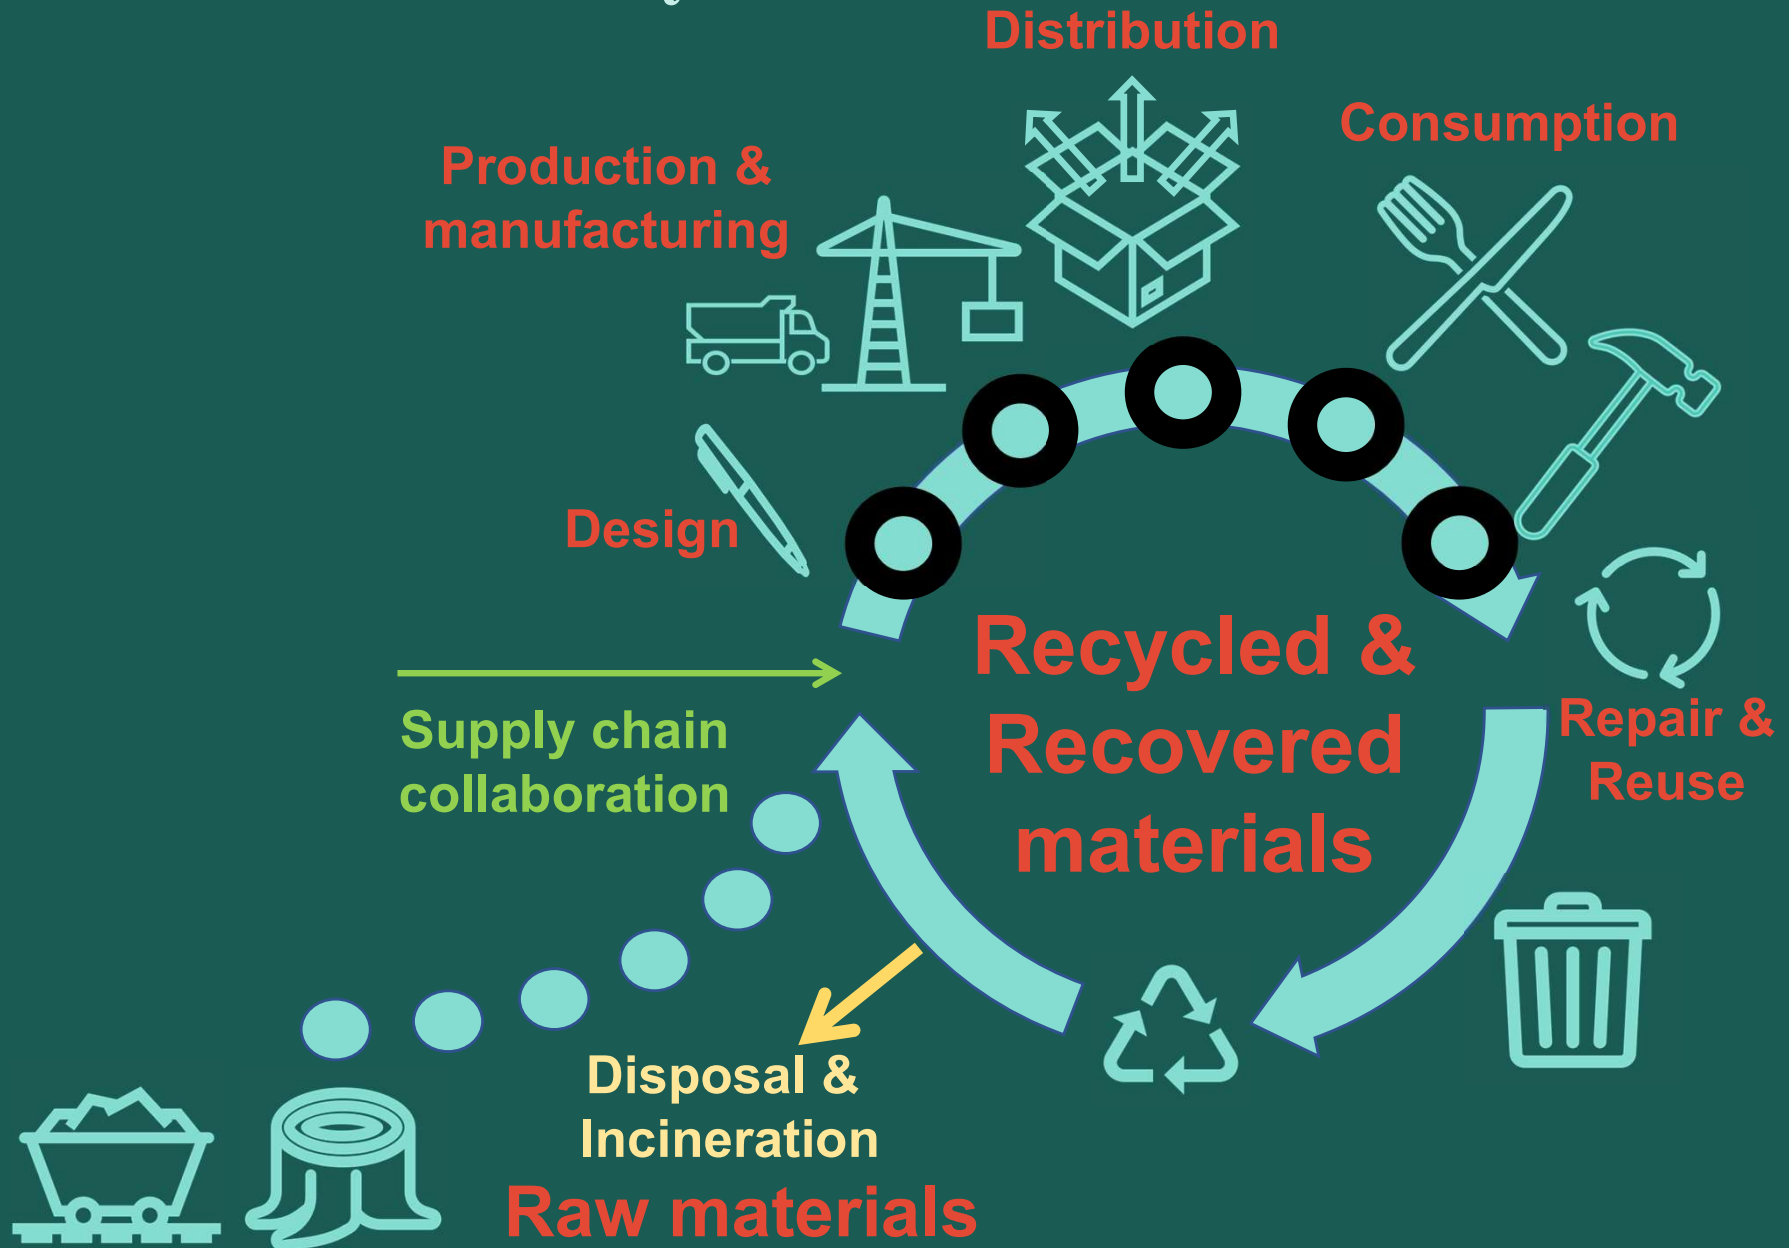 Distribution
Consumption
Production &
manufacturing
Design
Recycled &
Recovered
materials
Supply chain
collaboration
Repair &
Reuse
Disposal &
Incineration
Raw materials